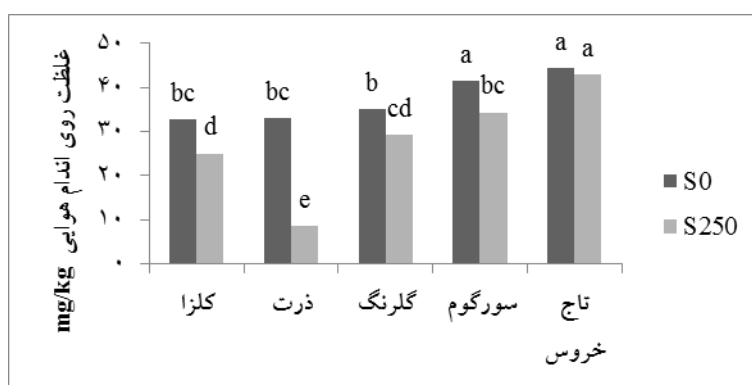 غلظت روی اندام هوایی mg/kg
۵۰
۴۰
۳۰
۲۰
۱۰
۰
bc
d
bc
e
b
cd
a
bc
a
a
کلزا
ذرت
گلرنگ
سورگوم
تاج
خروس
S0
S250